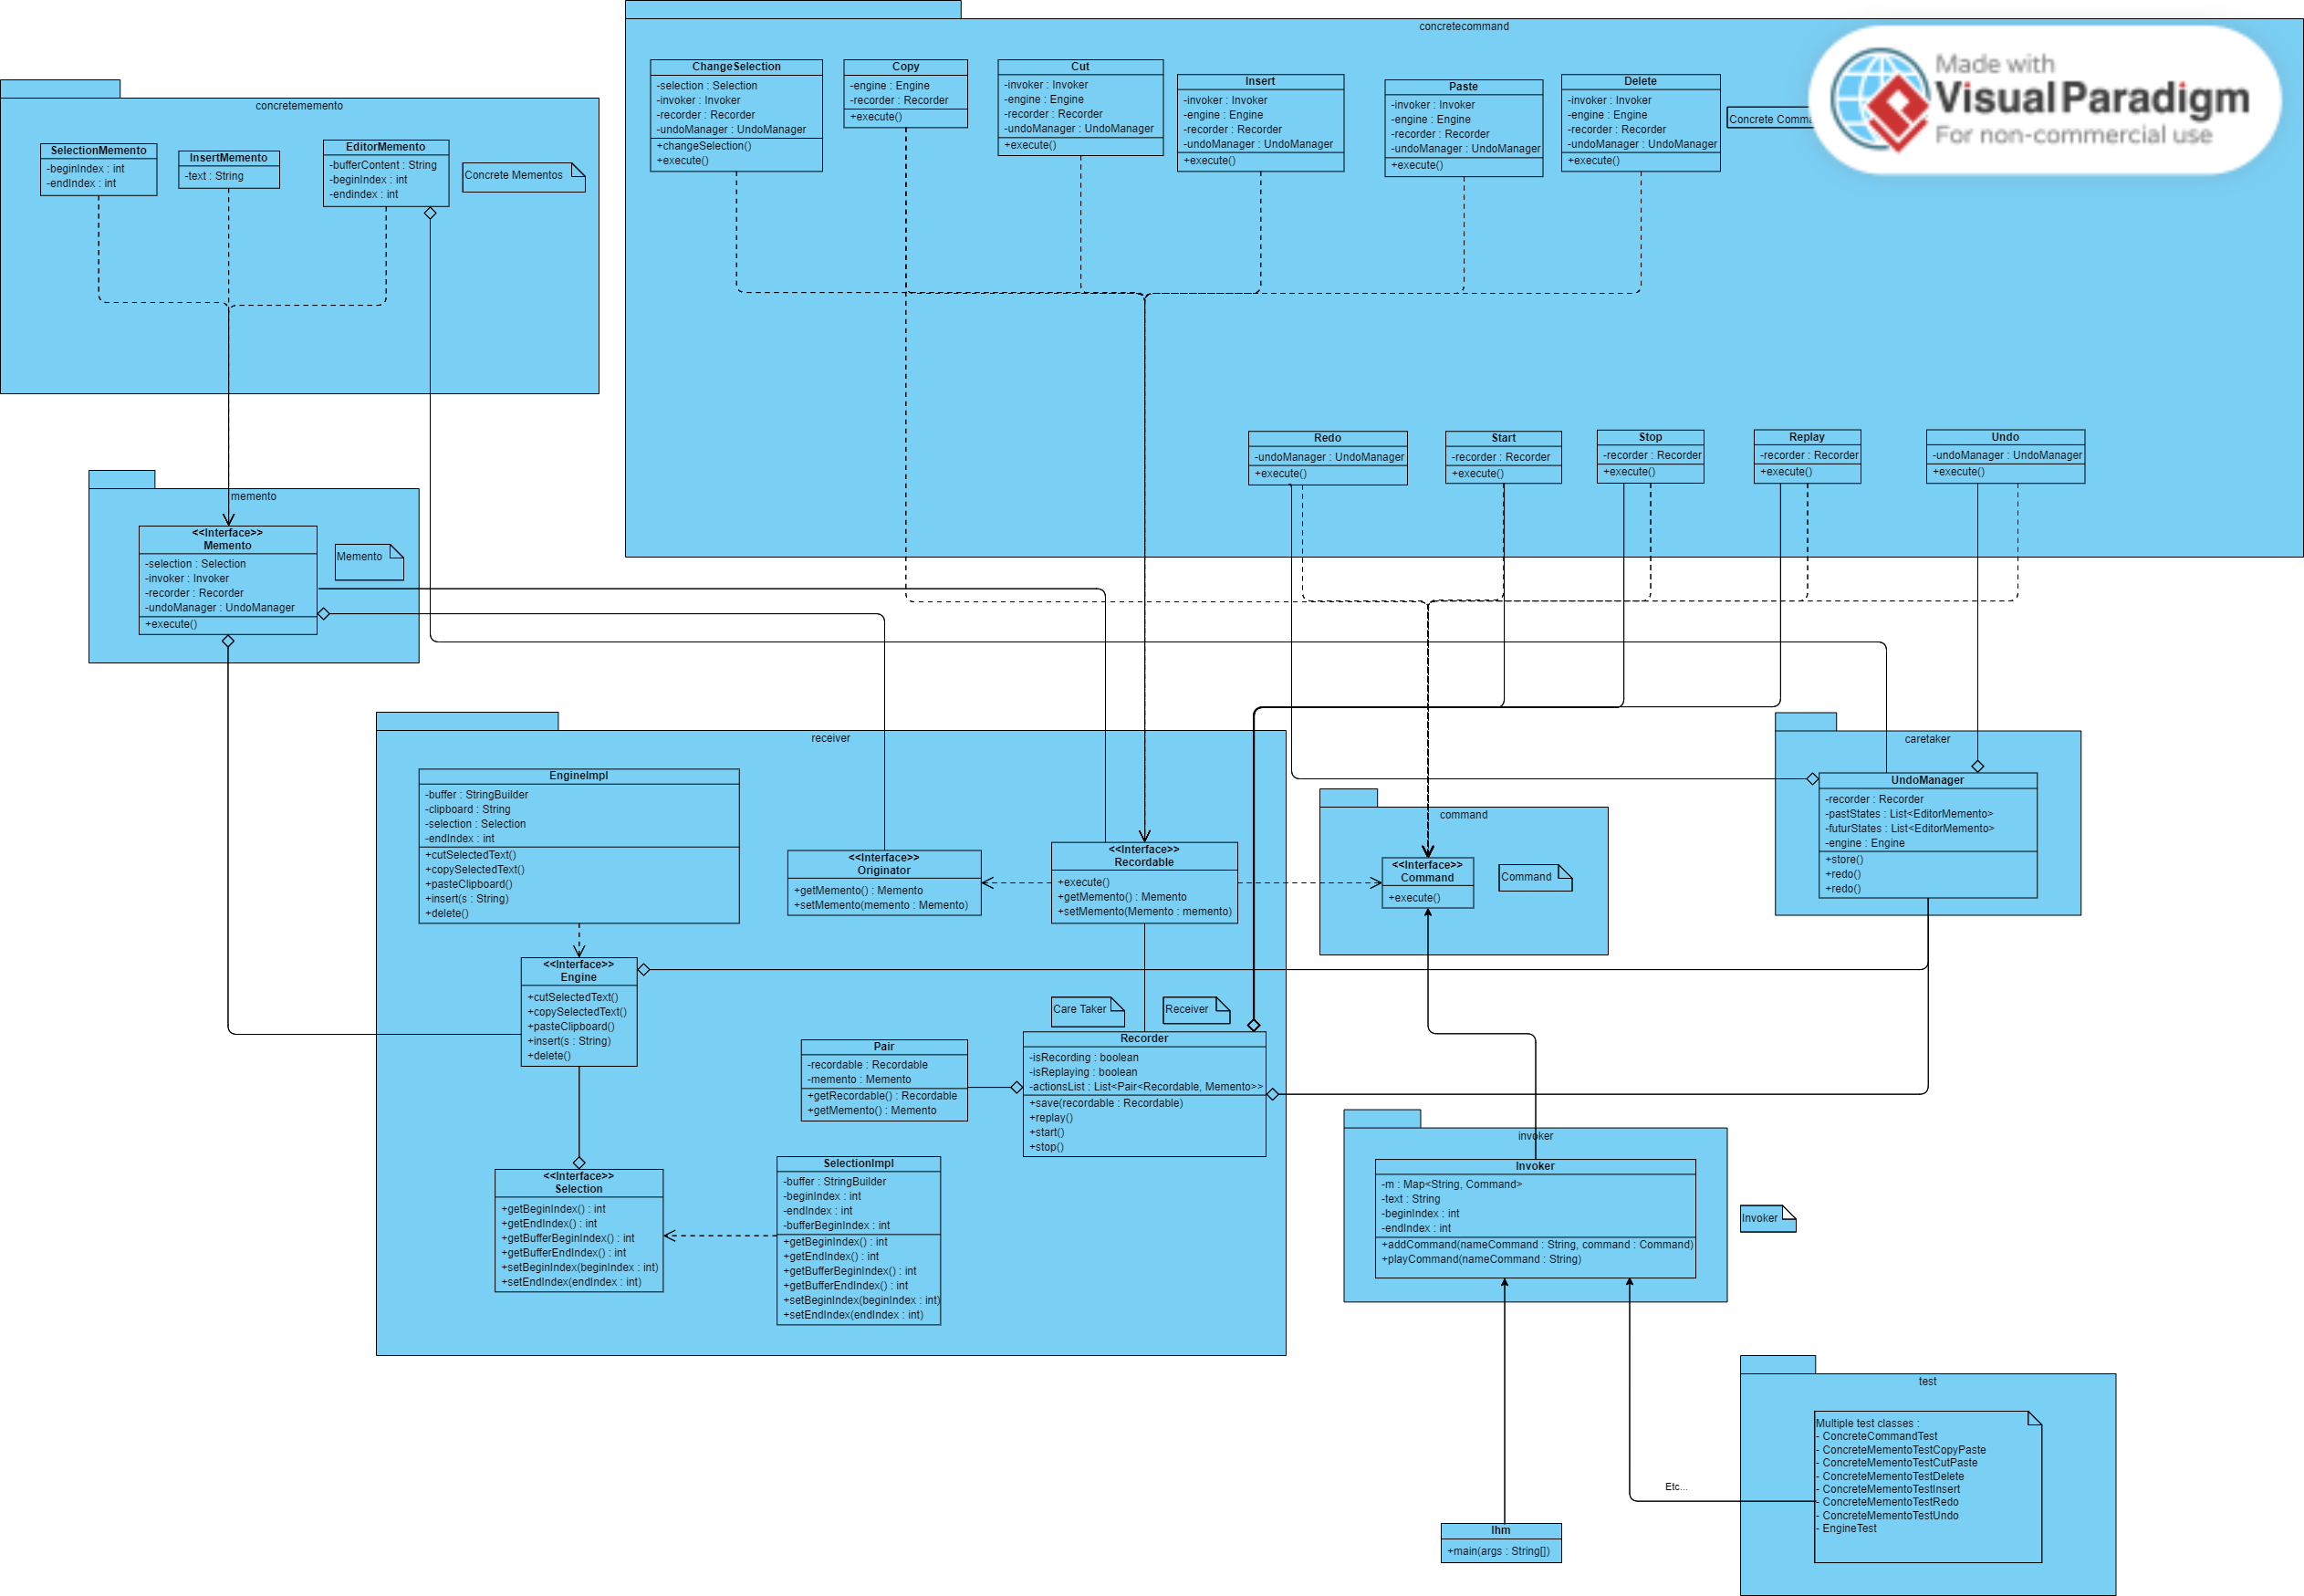 concretecommand
ChangeSelection
-selection : Selection
-invoker : Invoker
-recorder : Recorder
-undoManager : UndoManager
+changeSelection()
+execute()
Copy
-engine : Engine
-recorder : Recorder
+execute()
Cut
-invoker : Invoker
-engine : Engine
-recorder : Recorder
-undoManager : UndoManager
+execute()
Insert
-invoker : Invoker
-engine : Engine
-recorder : Recorder
-undoManager : UndoManager
+execute()
Paste
-invoker : Invoker
-engine : Engine
-recorder : Recorder
-undoManager : UndoManager
+execute()
Delete
-invoker : Invoker
-engine : Engine
-recorder : Recorder
-undoManager : UndoManager
+execute()
Concrete
Made with
Visual Paradigm
For non-commercial use
concretemento
SelectionMemento
-beginIndex : int
-endIndex : int
InsertMemento
-text : String
EditorMemento
-bufferContent : String
-beginIndex : int
-endindex : int
Concrete Mementos
Redo
-undoManager : UndoManager
+execute()
Start
-recorder : Recorder
+execute()
Stop
-recorder : Recorder
+execute()
Replay
-recorder : Recorder
+execute()
Undo
-undoManager : UndoManager
+execute()
memento
<<Interface>>
Memento
-selection : Selection
-invoker : Invoker
-recorder : Recorder
-undoManager : UndoManager
+execute()
Memento
receiver
EngineImpl
-buffer : StringBuilder
-clipboard : String
-selection : Selection
-endIndex : int
+cutSelectedText()
+copySelectedText()
+pasteClipboard()
+insert(s : String)
+delete()
<<Interface>>
Originator
+getMemento() : Memento
+setMemento(memento : Memento)
<<Interface>>
Recordable
+execute()
+getMemento() : Memento
+setMemento(Memento : memento)
command
<<Interface>>
Command
+execute()
Command
caretaker
UndoManager
-recorder : Recorder
-pastStates : List<EditorMemento>
-futurStates : List<EditorMemento>
-engine : Engine
+store()
+redo()
+redo()
<<Interface>>
Engine
+cutSelectedText()
+copySelectedText()
+pasteClipboard()
+insert(s : String)
+delete()
Care Taker
Receiver
Pair
-recordable : Recordable
-memento : Memento
+getRecordable() : Recordable
+getMemento() : Memento
Recorder
-isRecording : boolean
-isReplaying : boolean
-actionsList : List<Pair<Recordable, Memento>>
+save(recordable : Recordable)
+replay()
+start()
+stop()
<<Interface>>
Selection
+getBeginIndex() : int
+getEndIndex() : int
+getBufferBeginIndex() : int
+getBufferEndIndex() : int
+setBeginIndex(beginIndex : int)
+setEndIndex(endIndex : int)
SelectionImpl
-buffer : StringBuilder
-beginIndex : int
-endIndex : int
-bufferBeginIndex : int
+getBeginIndex() : int
+getEndIndex() : int
+getBufferBeginIndex() : int
+getBufferEndIndex() : int
+setBeginIndex(beginIndex : int)
+setEndIndex(endIndex : int)
invoker
Invoker
-m : Map<String, Command>
-text : String
-beginIndex : int
-endIndex : int
+addCommand(nameCommand : String, command : Command)
+playCommand(nameCommand : String)
Invoker
test
Multiple test classes :
- ConcreteCommandTest
- ConcreteMementoTestCopyPaste
- ConcreteMementoTestCutPaste
- ConcreteMementoTestDelete
- ConcreteMementoTestInsert
- ConcreteMementoTestRedo
- ConcreteMementoTestUndo
- EngineTest
Etc...
Ihm
+main(args : String[])